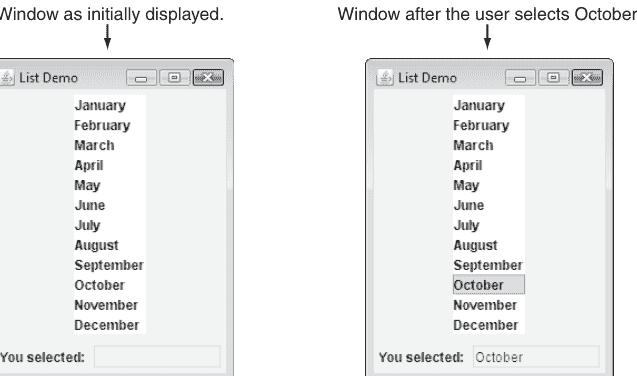 Window as initially displayed.
Window after the user selects October
List Demo
January
February
March
April
May
June
July
August
September
October
November
December
You selected:
List Demo
January
February
March
April
May
June
July
August
September
October
November
December
You selected: October